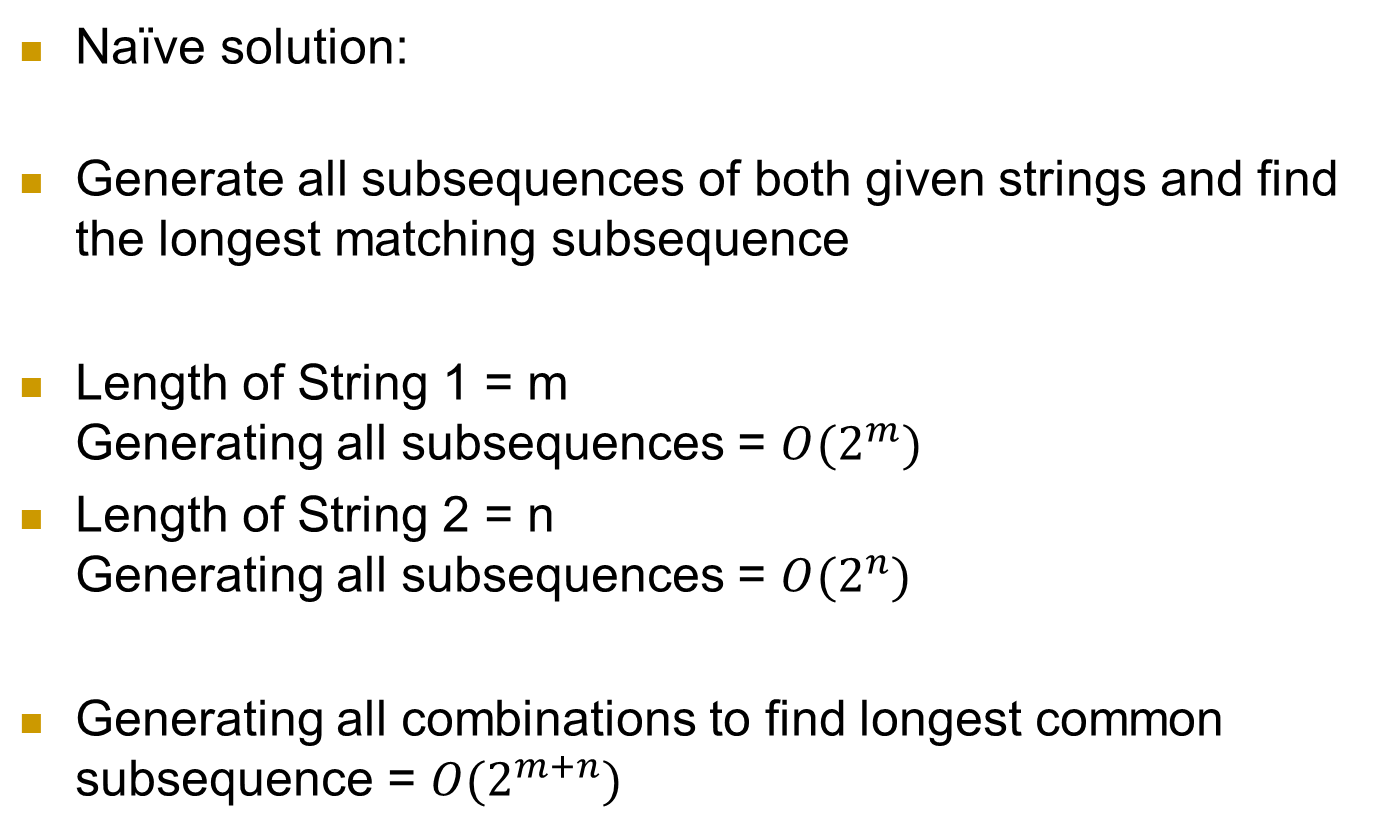 Naïve solution:
Generate all subsequences of both given strings and find
the longest matching subsequence
Length of String 1 = m
Generating all subsequences = O(2^m)
Length of String 2 = n
Generating all subsequences = O(2^n)
Generating all combinations to find longest common
subsequence = O(2^{m+n})